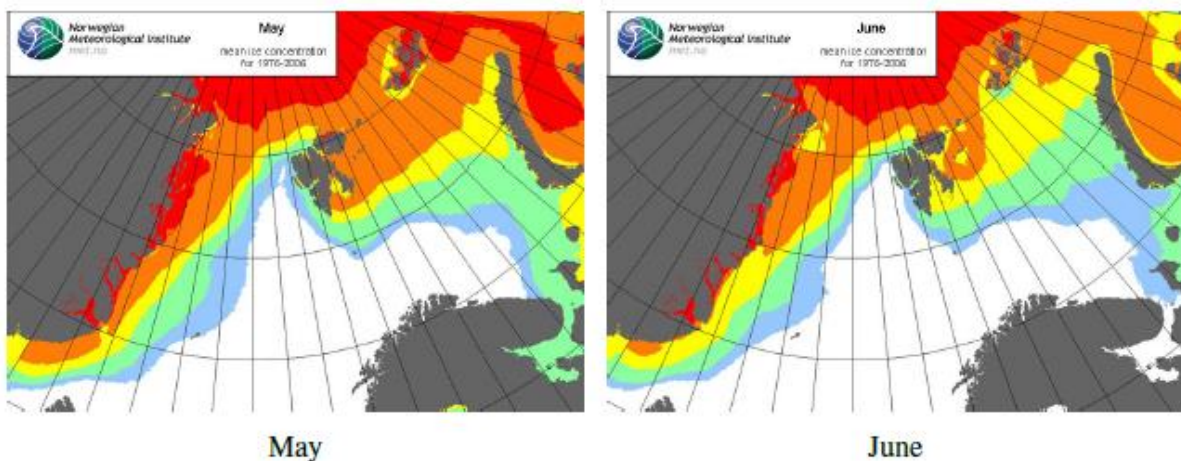 Norwegian
Meteorological Institute
met.no
May
mean ice concentration
for 1976-2006
Norwegian
Meteorological Institute
met.no
June
mean ice concentration
for 1976-2006
May
June